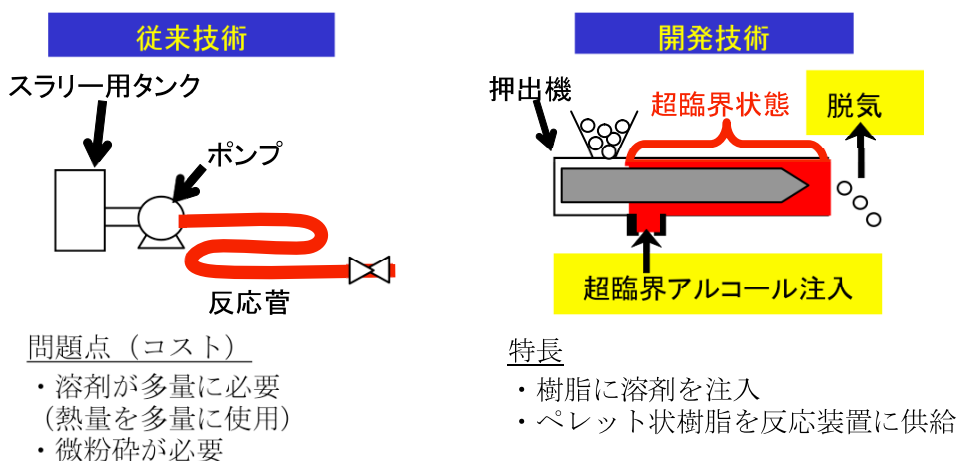 従来技術
スラリー用タンク
ポンプ
反応菅
問題点（コスト）
・溶剤が多量に必要
（熱量を多量に使用）
・微粉砕が必要
開発技術
押出機
超臨界状態
脱気
超臨界アルコール注入
特長
・樹脂に溶剤を注入
・ペレット状樹脂を反応装置に供給